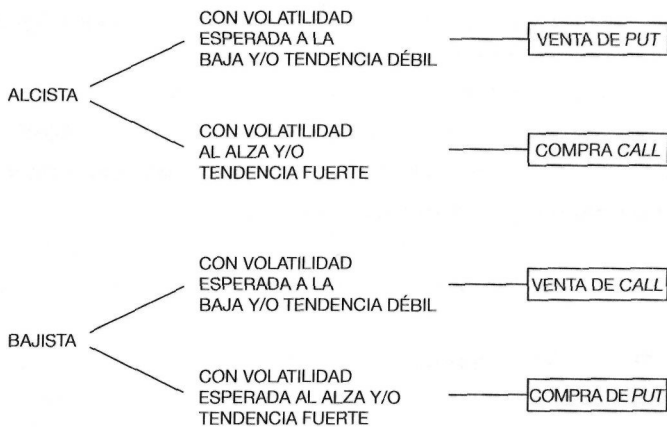 CON VOLATILIDAD
ESPERADA A LA
BAJA Y/O TENDENCIA DÉBIL
VENTA DE PUT
ALCISTA
CON VOLATILIDAD
AL ALZA Y/O
TENDENCIA FUERTE
COMPRA CALL
CON VOLATILIDAD
ESPERADA A LA
BAJA Y/O TENDENCIA DÉBIL
VENTA DE CALL
BAJISTA
CON VOLATILIDAD
ESPERADA AL ALZA Y/O
TENDENCIA FUERTE
COMPRA DE PUT